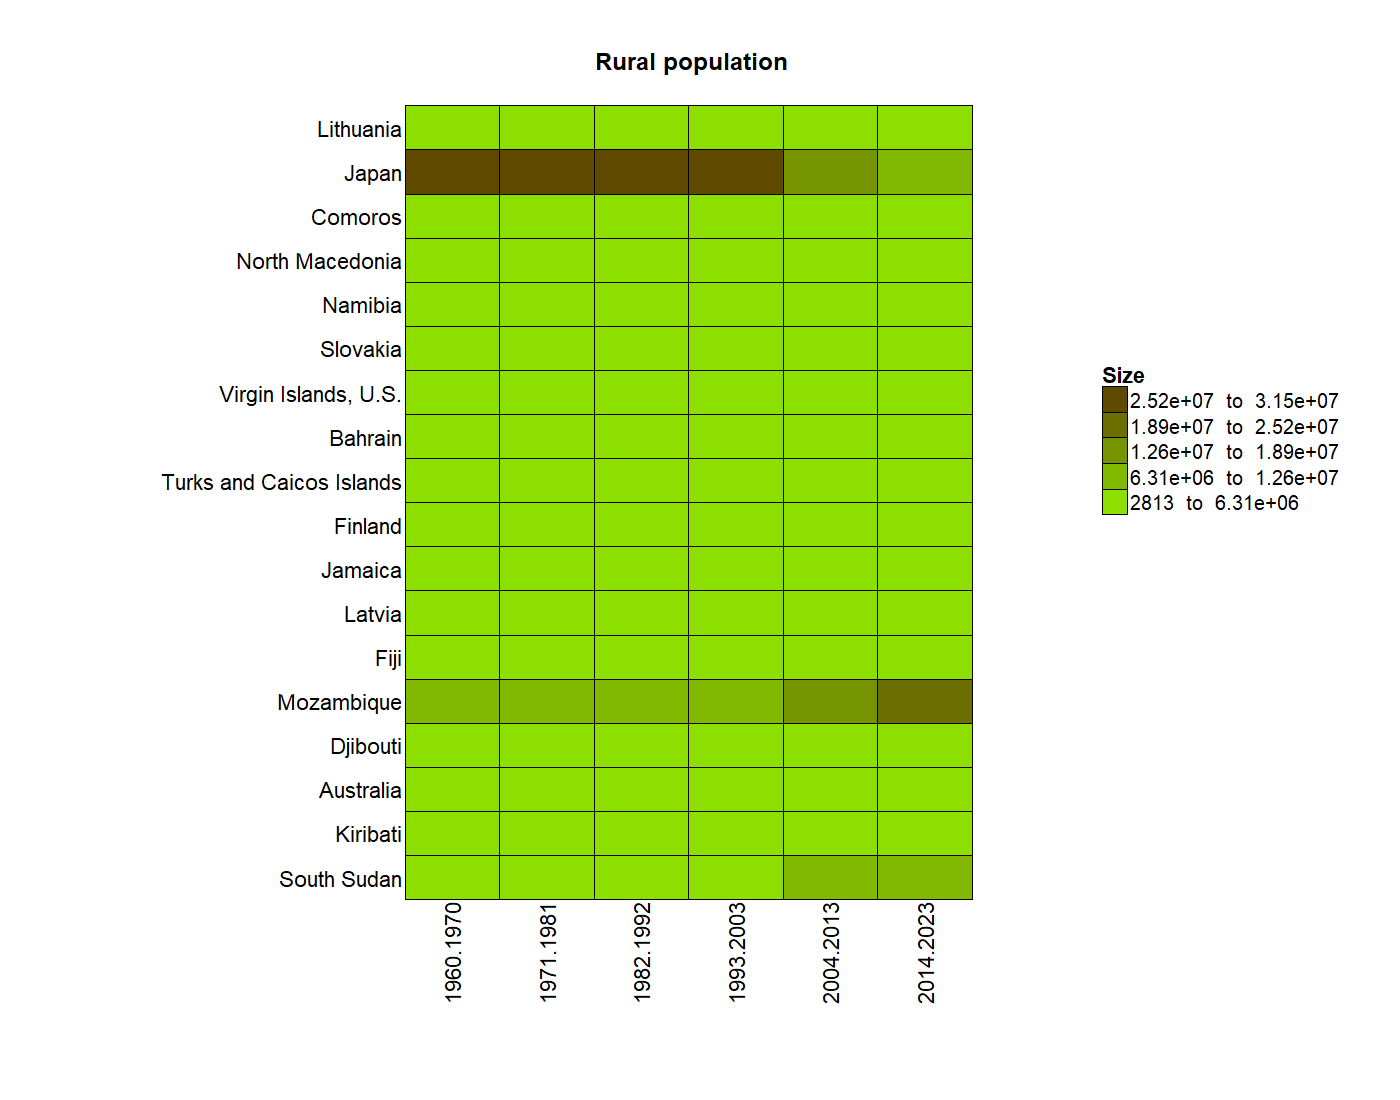 Rural population
Lithuania
Japan
Comoros
North Macedonia
Namibia
Slovakia
Virgin Islands, U.S.
Bahrain
Turks and Caicos Islands
Finland
Jamaica
Latvia
Fiji
Mozambique
Djibouti
Australia
Kiribati
South Sudan
1960.1970
1971.1981
1982.1992
1993.2003
2004.2013
2014.2023
Size
2.52e+07 to 3.15e+07
1.89e+07 to 2.52e+07
1.26e+07 to 1.89e+07
6.31e+06 to 1.26e+07
2813 to 6.31e+06